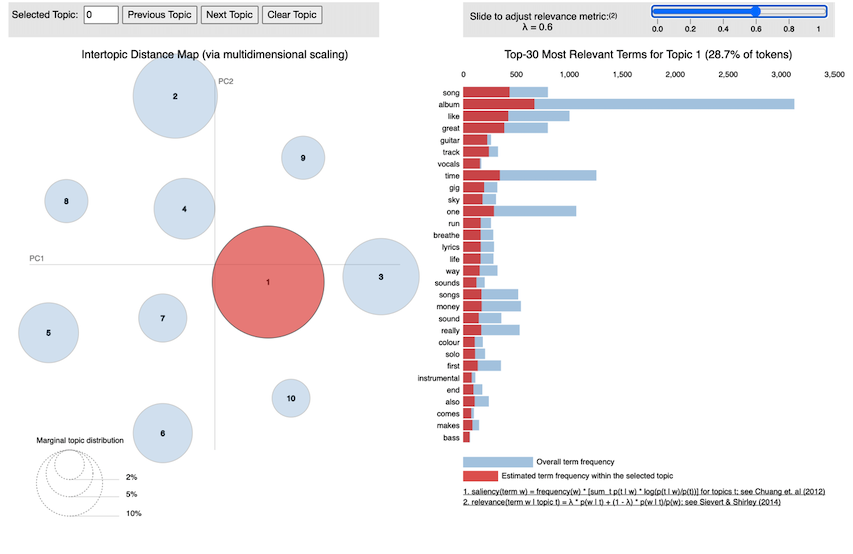 Selected Topic: 0 Previous Topic Next Topic Clear Topic
Slide to adjust relevance metric:(2)
λ = 0.6
0.0 0.2 0.4 0.6 0.8 1
Intertopic Distance Map (via multidimensional scaling)
PC2
PC1
2
9
8
4
1
3
7
5
10
6
Marginal topic distribution
2%
5%
10%
Top-30 Most Relevant Terms for Topic 1 (28.7% of tokens)
0 500 1,000 1,500 2,000 2,500 3,000 3,500
song
album
like
great
guitar
track
vocals
time
gig
sky
one
run
breathe
lyrics
life
way
sounds
songs
money
sound
really
colour
solo
first
instrumental
end
also
comes
makes
bass
Overall term frequency
Estimated term frequency within the selected topic
1. saliency(term w) = frequency(w) * [sum_t p(t | w) * log(p(t | w)/p(t))] for topics t; see Chuang et. al (2012)
2. relevance(term w | topic t) = λ * p(w | t) + (1 - λ) * p(w | t)/p(w); see Sievert & Shirley (2014)